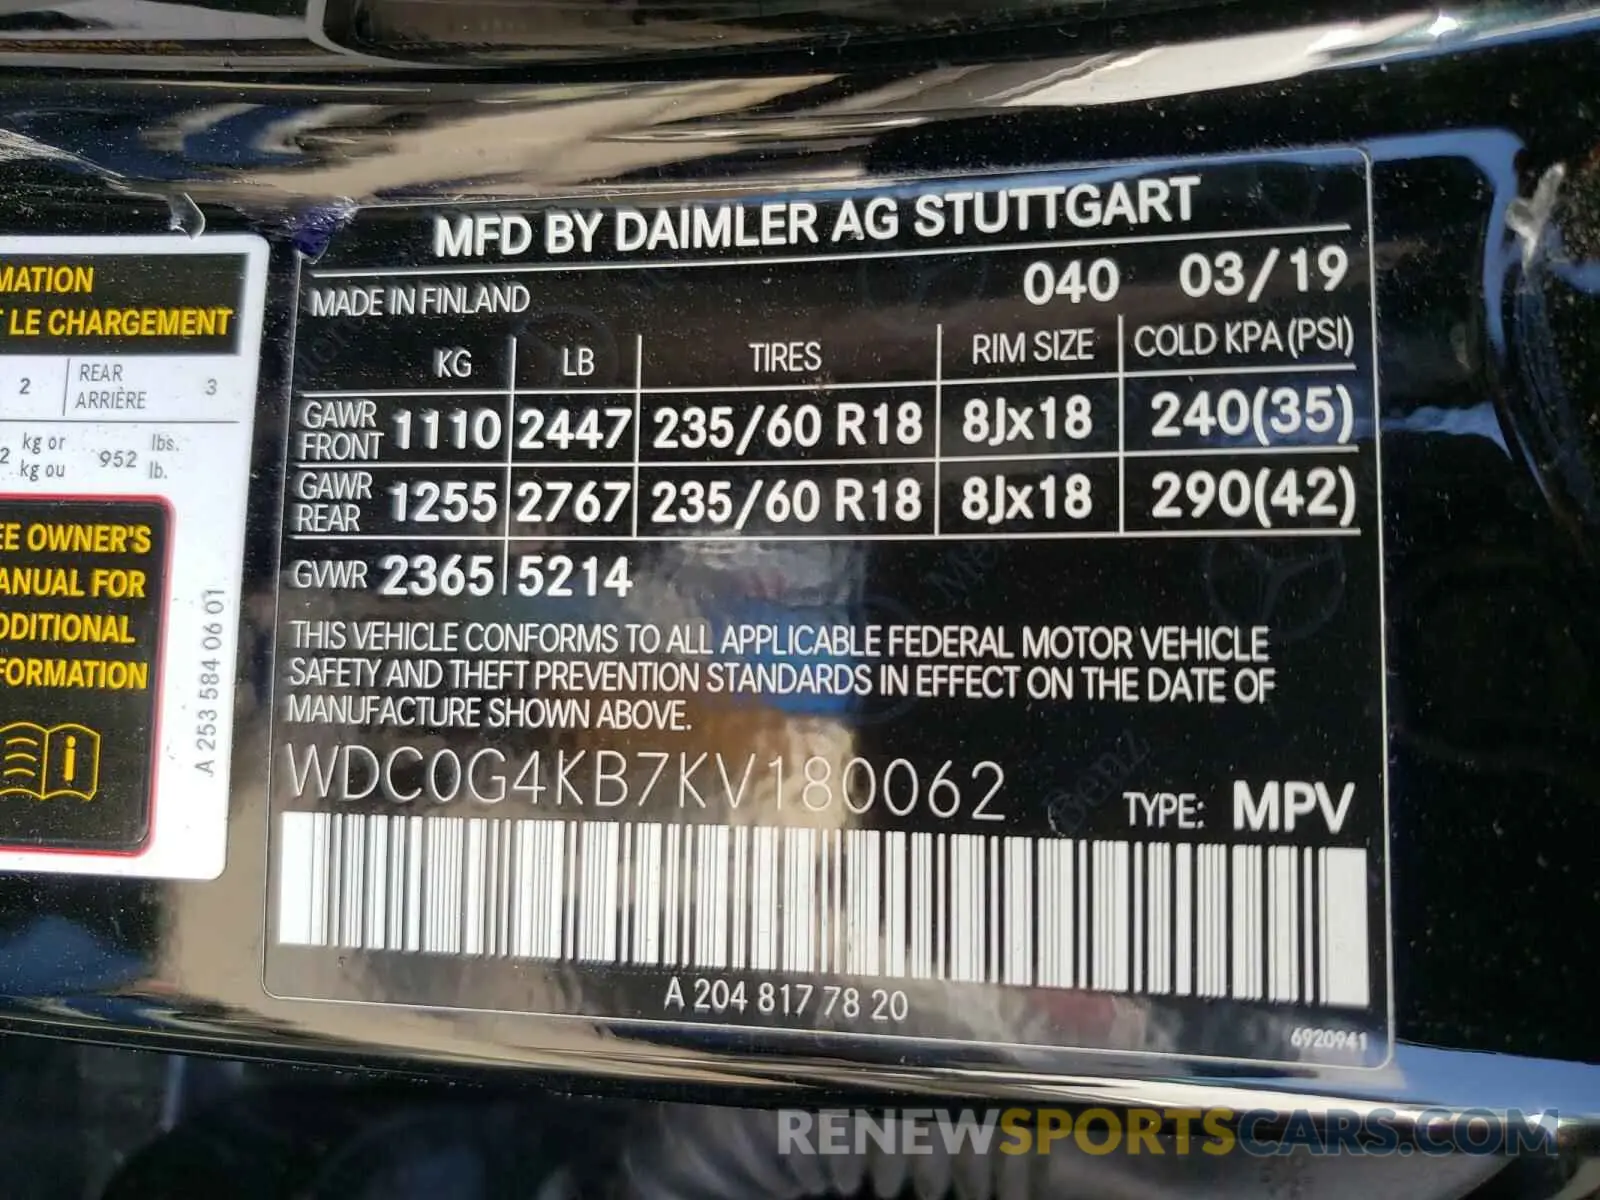 MATION
LE CHARGEMENT
2 REAR 3
ARRIÈRE
2 kg or 952 lbs.
kg ou lb.
EE OWNER'S
ANUAL FOR
DDITIONAL
FORMATION
A 253 584 06 01
MFD BY DAIMLER AG STUTTGART
MADE IN FINLAND 040 03/19
KG LB TIRES RIM SIZE COLD KPA (PSI)
GAWR FRONT 1110 2447 235/60 R18 8Jx18 240(35)
GAWR REAR 1255 2767 235/60 R18 8Jx18 290(42)
GVWR 2365 5214
THIS VEHICLE CONFORMS TO ALL APPLICABLE FEDERAL MOTOR VEHICLE
SAFETY AND THEFT PREVENTION STANDARDS IN EFFECT ON THE DATE OF
MANUFACTURE SHOWN ABOVE.
WDC0G4KB7KV180062
TYPE: MPV
A 204 817 78 20
6920941
RENEWSPORTSCARS.COM